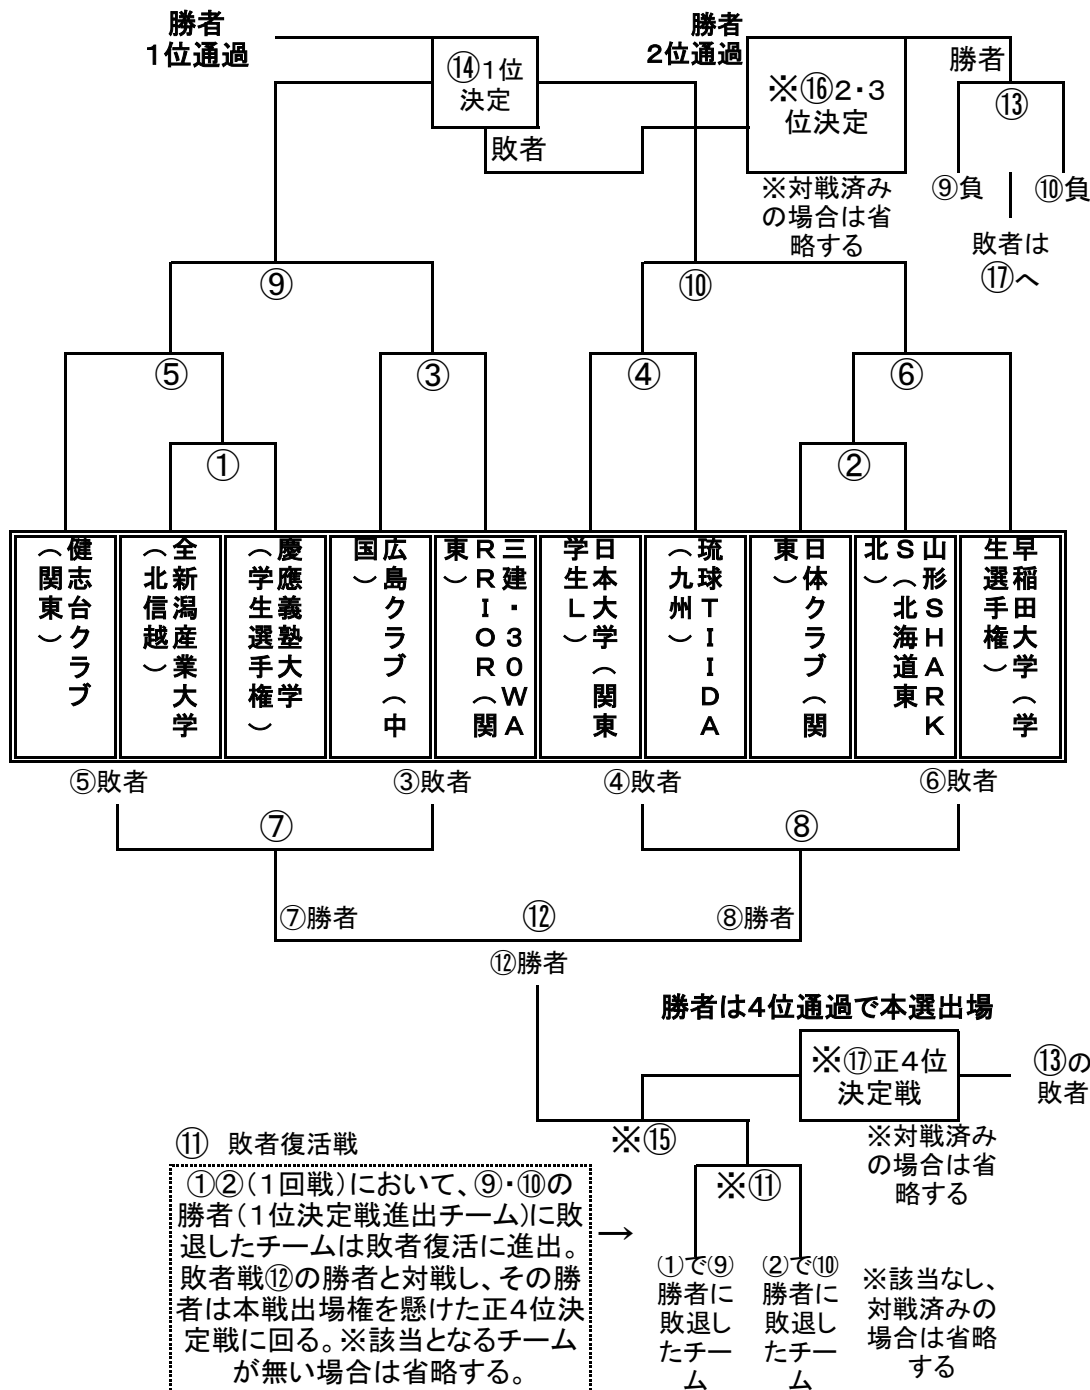 勝者
1位通過
⑭1位
決定
敗者
勝者
2位通過
※⑯2・3
位決定
※対戦済み
の場合は省
略する
勝者
⑬
⑨負
⑩負
敗者は
⑰へ
⑨
⑩
⑤
③
④
⑥
①
②
健志台クラブ
（関東）
全新潟産業大学
（北信越）
慶應義塾大学
（学生選手権）
広島クラブ（中
国）
三建・30WA
RRIOR（関
東）
日本大学（関東
学生L）
琉球TIIDA
（九州）
日体クラブ（関
東）
山形SHARK
S（北海道東
北）
早稲田大学（学
生選手権）
⑤敗者
③敗者
④敗者
⑥敗者
⑦
⑧
⑦勝者
⑫
⑧勝者
⑫勝者
勝者は4位通過で本選出場
※⑰正4位
決定戦
⑬の
敗者
※対戦済み
の場合は省
略する
※⑮
※⑪
⑪ 敗者復活戦
①②（1回戦）において、⑨・⑩の
勝者（1位決定戦進出チーム）に敗
退したチームは敗者復活に進出。
敗者戦⑫の勝者と対戦し、その勝
者は本戦出場権を懸けた正4位決
定戦に回る。※該当となるチーム
が無い場合は省略する。
→
①で⑨
勝者に
敗退し
たチー
ム
②で⑩
勝者に
敗退し
たチー
ム
※該当なし、
対戦済みの
場合は省略
する